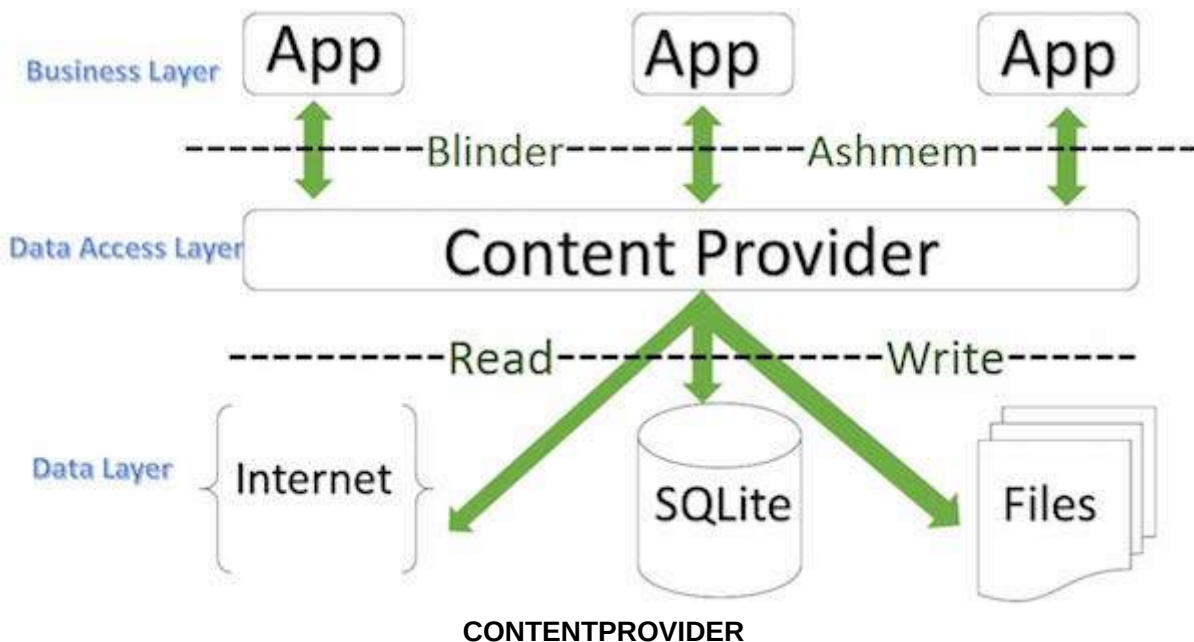 Business Layer App App App
Blinder Ashmem
Data Access Layer Content Provider
Read Write
Data Layer Internet SQLite Files
CONTENTPROVIDER